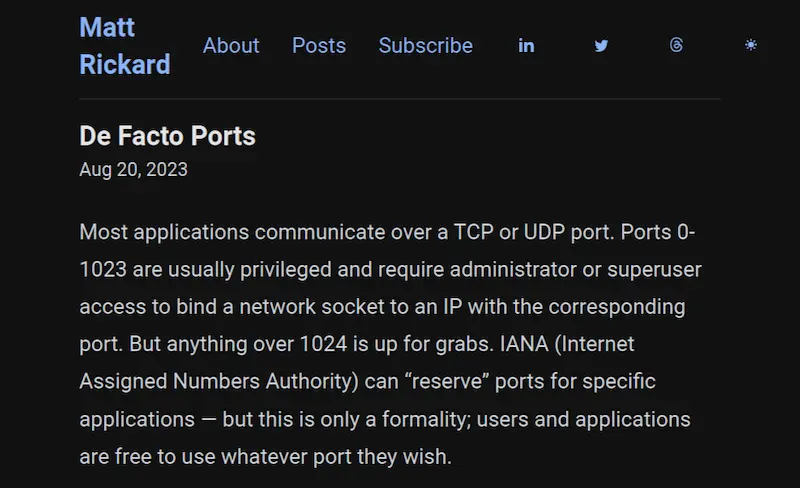 Matt
Rickard
About Posts Subscribe
De Facto Ports
Aug 20, 2023
Most applications communicate over a TCP or UDP port. Ports 0-
1023 are usually privileged and require administrator or superuser
access to bind a network socket to an IP with the corresponding
port. But anything over 1024 is up for grabs. IANA (Internet
Assigned Numbers Authority) can “reserve” ports for specific
applications — but this is only a formality; users and applications
are free to use whatever port they wish.